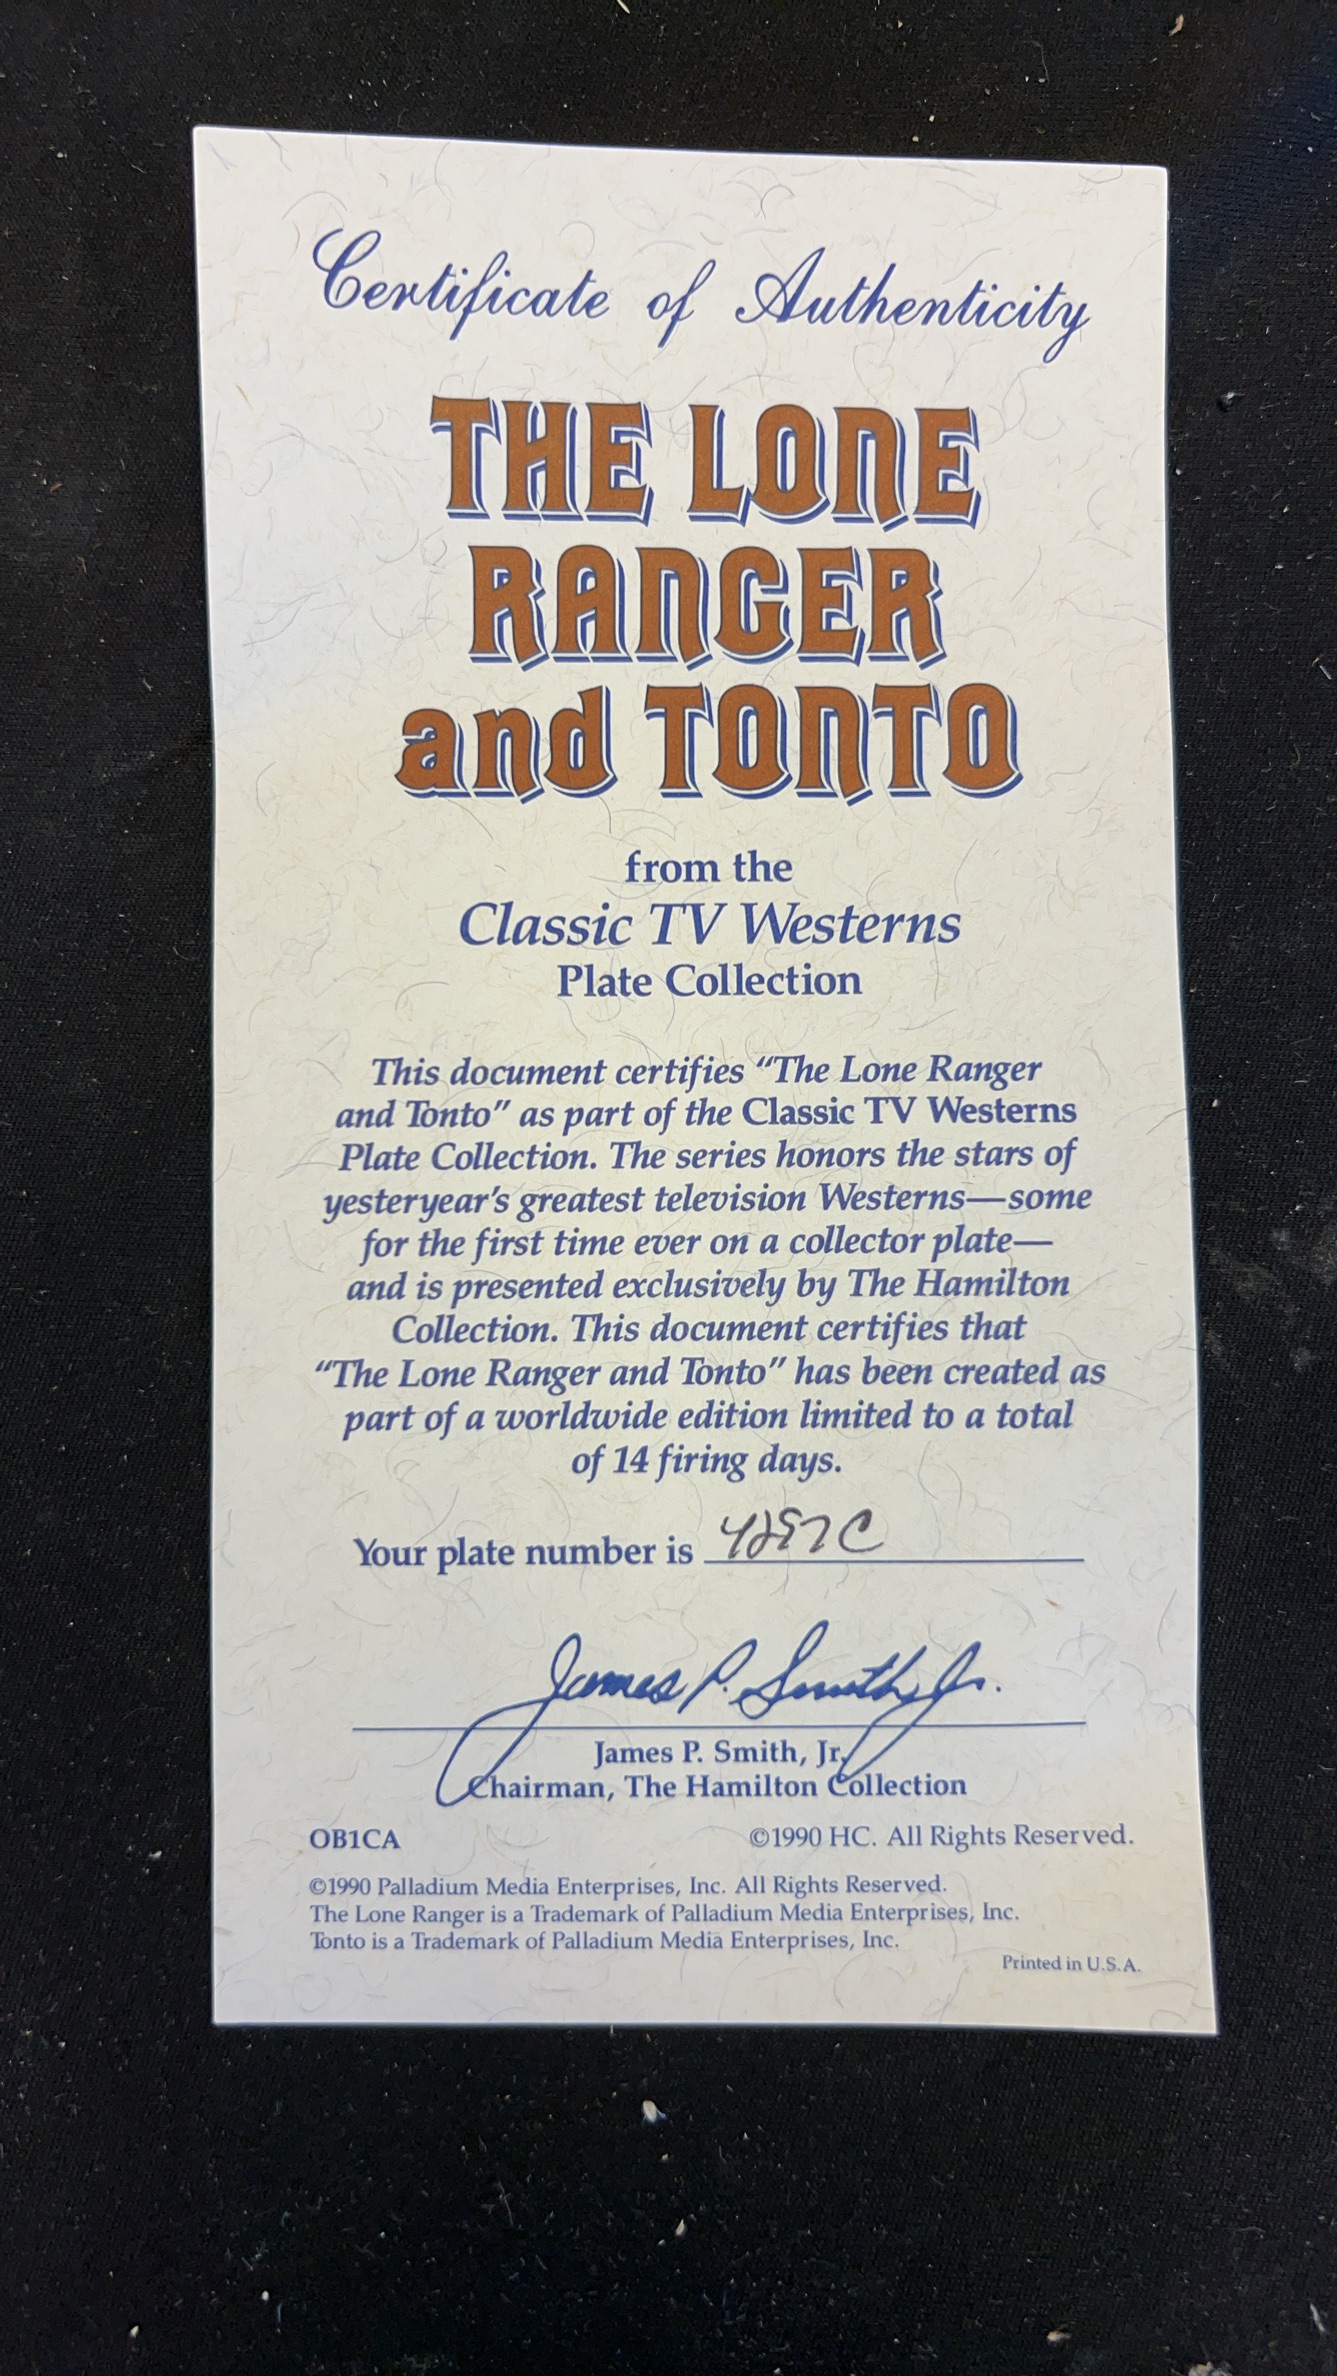 Certificate of Authenticity
THE LONE
RANGER
and TONTO
from the
Classic TV Westerns
Plate Collection
This document certifies “The Lone Ranger
and Tonto” as part of the Classic TV Westerns
Plate Collection. The series honors the stars of
yesteryear’s greatest television Westerns—some
for the first time ever on a collector plate—
and is presented exclusively by The Hamilton
Collection. This document certifies that
“The Lone Ranger and Tonto” has been created as
part of a worldwide edition limited to a total
of 14 firing days.
Your plate number is 4297C
James P. Smith, Jr.
James P. Smith, Jr.
Chairman, The Hamilton Collection
OB1CA ©1990 HC. All Rights Reserved.
©1990 Palladium Media Enterprises, Inc. All Rights Reserved.
The Lone Ranger is a Trademark of Palladium Media Enterprises, Inc.
Tonto is a Trademark of Palladium Media Enterprises, Inc.
Printed in U.S.A.